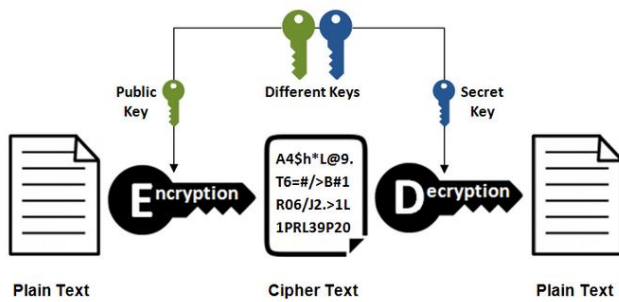 Public
Key
Different Keys
Secret
Key
Encryption
A4$h*L@9.
T6=#/>B#1
R06/J2.>1L
1PRL39P20
Decryption
Plain Text
Cipher Text
Plain Text